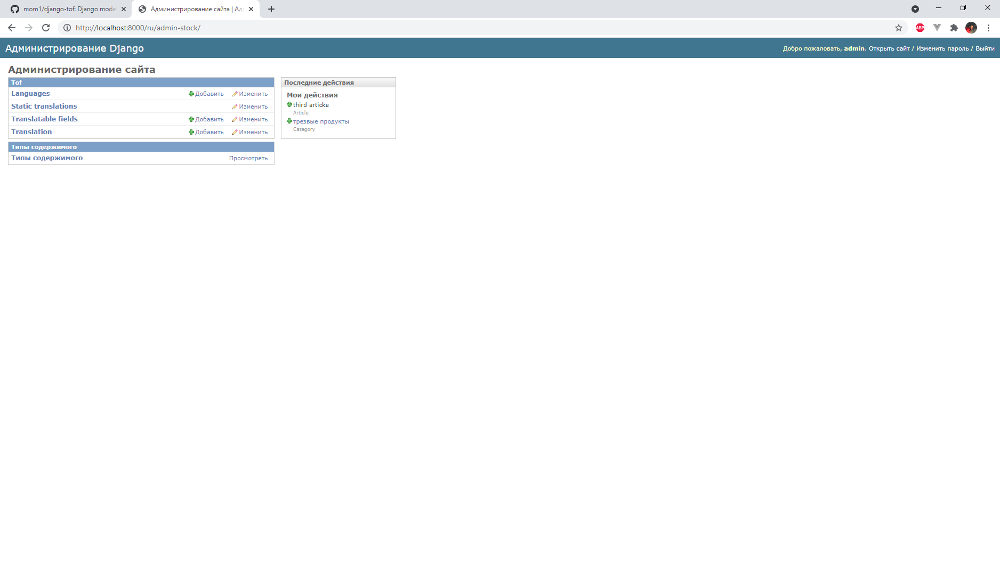 mom1/django-tof: Django mode
Администрирование сайта | Ад
http://localhost:8000/ru/admin-stock/
ABP
Администрирование Django
Добро пожаловать, admin. Открыть сайт / Изменить пароль / Выйти
Администрирование сайта
Tof
Languages Добавить Изменить
Static translations Изменить
Translatable fields Добавить Изменить
Translation Добавить Изменить
Типы содержимого
Типы содержимого Просмотреть
Последние действия
Мои действия
third articke
Article
трезвые продукты
Category